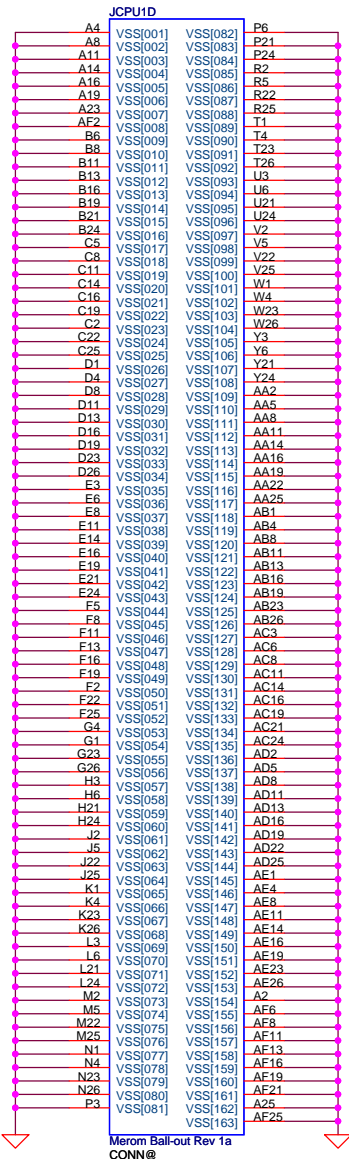 JCPU1D
A4 VSS[001] VSS[082] P6
A8 VSS[002] VSS[083] P21
A11 VSS[003] VSS[084] P24
A14 VSS[004] VSS[085] R2
A16 VSS[005] VSS[086] R5
A19 VSS[006] VSS[087] R22
A23 VSS[007] VSS[088] R25
AF2 VSS[008] VSS[089] T1
B6 VSS[009] VSS[090] T4
B8 VSS[010] VSS[091] T23
B11 VSS[011] VSS[092] T26
B13 VSS[012] VSS[093] U3
B16 VSS[013] VSS[094] U6
B19 VSS[014] VSS[095] U21
B21 VSS[015] VSS[096] U24
B24 VSS[016] VSS[097] V2
C5 VSS[017] VSS[098] V5
C8 VSS[018] VSS[099] V22
C11 VSS[019] VSS[100] V25
C14 VSS[020] VSS[101] W1
C16 VSS[021] VSS[102] W4
C19 VSS[022] VSS[103] W23
C2 VSS[023] VSS[104] W26
C22 VSS[024] VSS[105] Y3
C25 VSS[025] VSS[106] Y6
D1 VSS[026] VSS[107] Y21
D4 VSS[027] VSS[108] Y24
D8 VSS[028] VSS[109] AA2
D11 VSS[029] VSS[110] AA5
D13 VSS[030] VSS[111] AA8
D16 VSS[031] VSS[112] AA11
D19 VSS[032] VSS[113] AA14
D23 VSS[033] VSS[114] AA16
D26 VSS[034] VSS[115] AA19
E3 VSS[035] VSS[116] AA22
E6 VSS[036] VSS[117] AA25
E8 VSS[037] VSS[118] AB1
E11 VSS[038] VSS[119] AB4
E14 VSS[039] VSS[120] AB8
E16 VSS[040] VSS[121] AB11
E19 VSS[041] VSS[122] AB13
E21 VSS[042] VSS[123] AB16
E24 VSS[043] VSS[124] AB19
F5 VSS[044] VSS[125] AB23
F8 VSS[045] VSS[126] AB26
F11 VSS[046] VSS[127] AC3
F13 VSS[047] VSS[128] AC6
F16 VSS[048] VSS[129] AC8
F19 VSS[049] VSS[130] AC11
F2 VSS[050] VSS[131] AC14
F22 VSS[051] VSS[132] AC16
F25 VSS[052] VSS[133] AC19
G4 VSS[053] VSS[134] AC21
G1 VSS[054] VSS[135] AC24
G23 VSS[055] VSS[136] AD2
G26 VSS[056] VSS[137] AD5
H3 VSS[057] VSS[138] AD8
H6 VSS[058] VSS[139] AD11
H21 VSS[059] VSS[140] AD13
H24 VSS[060] VSS[141] AD16
J2 VSS[061] VSS[142] AD19
J5 VSS[062] VSS[143] AD22
J22 VSS[063] VSS[144] AD25
J25 VSS[064] VSS[145] AE1
K1 VSS[065] VSS[146] AE4
K4 VSS[066] VSS[147] AE8
K23 VSS[067] VSS[148] AE11
K26 VSS[068] VSS[149] AE14
L3 VSS[069] VSS[150] AE16
L6 VSS[070] VSS[151] AE19
L21 VSS[071] VSS[152] AE23
L24 VSS[072] VSS[153] AE26
M2 VSS[073] VSS[154] A2
M5 VSS[074] VSS[155] AF6
M22 VSS[075] VSS[156] AF8
M25 VSS[076] VSS[157] AF11
N1 VSS[077] VSS[158] AF13
N4 VSS[078] VSS[159] AF16
N23 VSS[079] VSS[160] AF19
N26 VSS[080] VSS[161] AF21
P3 VSS[081] VSS[162] A25
VSS[163] AF25
Merom Ball-out Rev 1a
CONN@